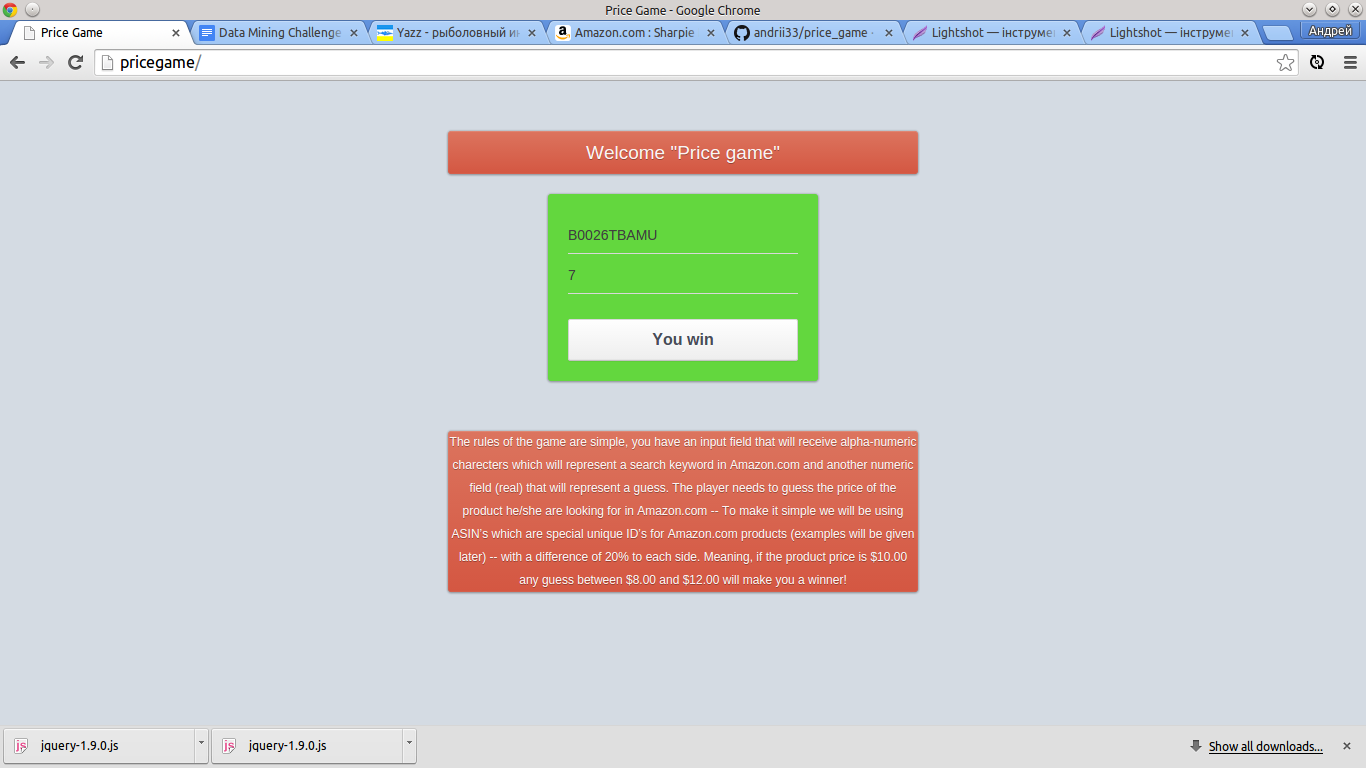 Price Game - Google Chrome
Price Game
Data Mining Challenge
Yazz - рыболовный ин
Amazon.com : Sharpie
andrii33/price_game ·
Lightshot — інструмен
Lightshot — інструмен
Андрей
pricegame/
Welcome "Price game"
B0026TBAMU
7
You win
The rules of the game are simple, you have an input field that will receive alpha-numeric
charecters which will represent a search keyword in Amazon.com and another numeric
field (real) that will represent a guess. The player needs to guess the price of the
product he/she are looking for in Amazon.com -- To make it simple we will be using
ASIN's which are special unique ID's for Amazon.com products (examples will be given
later) -- with a difference of 20% to each side. Meaning, if the product price is $10.00
any guess between $8.00 and $12.00 will make you a winner!
jquery-1.9.0.js
jquery-1.9.0.js
Show all downloads...